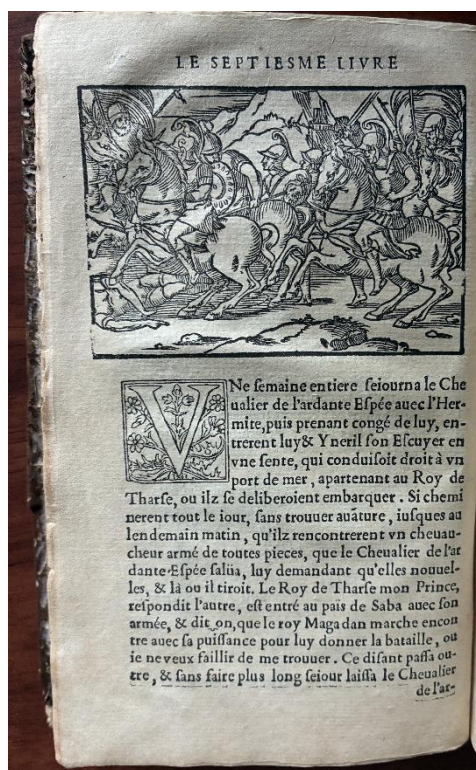 LE SEPTIESME LIVRE
VNe semaine entiere seiourna le Che
ualier de l'ardante Espée auec l'Her-
mite, puis prenant congé de luy, en-
trerent luy & Yneril son Escuyer en
vne sente, qui conduisoit droit à vn
port de mer, apartenant au Roy de
Tharse, ou ilz se deliberoient embarquer. Si chemi
nerent tout le iour, sans trouuer auãture, iusques au
lendemain matin, qu'ilz rencontrerent vn cheuau-
cheur armé de toutes pieces, que le Cheualier de l'ar
dante Espée salüa, luy demandant qu'elles nouuel-
les, & là ou il tiroit. Le Roy de Tharse mon Prince,
respondit l'autre, est entré au païs de Saba auec son
armée, & dit on, que le roy Magadan marche encon
tre auec sa puissance pour luy donner la bataille, ou
ie ne veux faillir de me trouuer. Ce disant passa ou-
tre, & sans faire plus long seiour laissa le Cheualier
de l'ar-